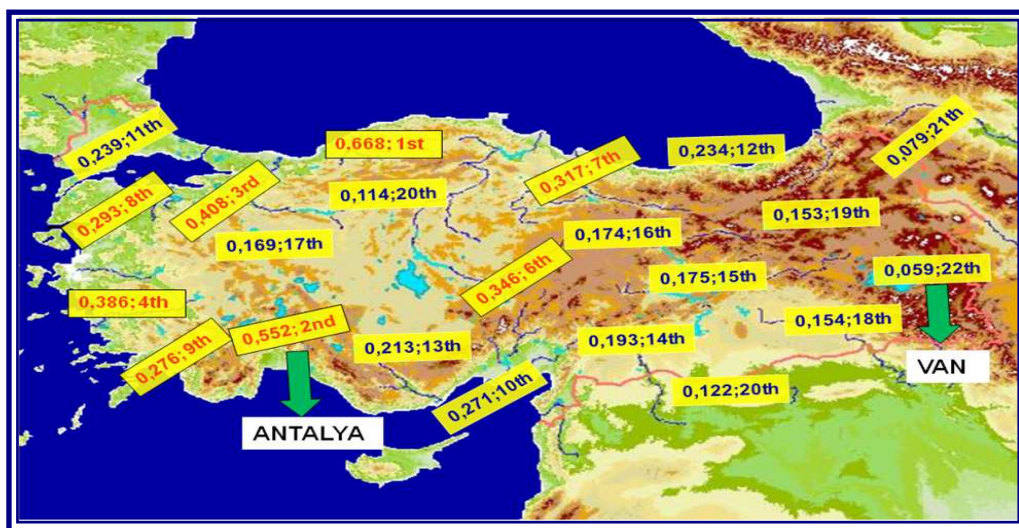 0,239;11th
0,668; 1st
0,317;7th
0,234;12th
0,079;21th
0,293; 8th
0,408; 3rd
0,114;20th
0,153;19th
0,169;17th
0,174;16th
0,346; 6th
0,175;15th
0,059;22th
0,386; 4th
0,552; 2nd
0,276; 9th
0,213;13th
0,193;14th
0,154;18th
0,271;10th
0,122;20th
VAN
ANTALYA